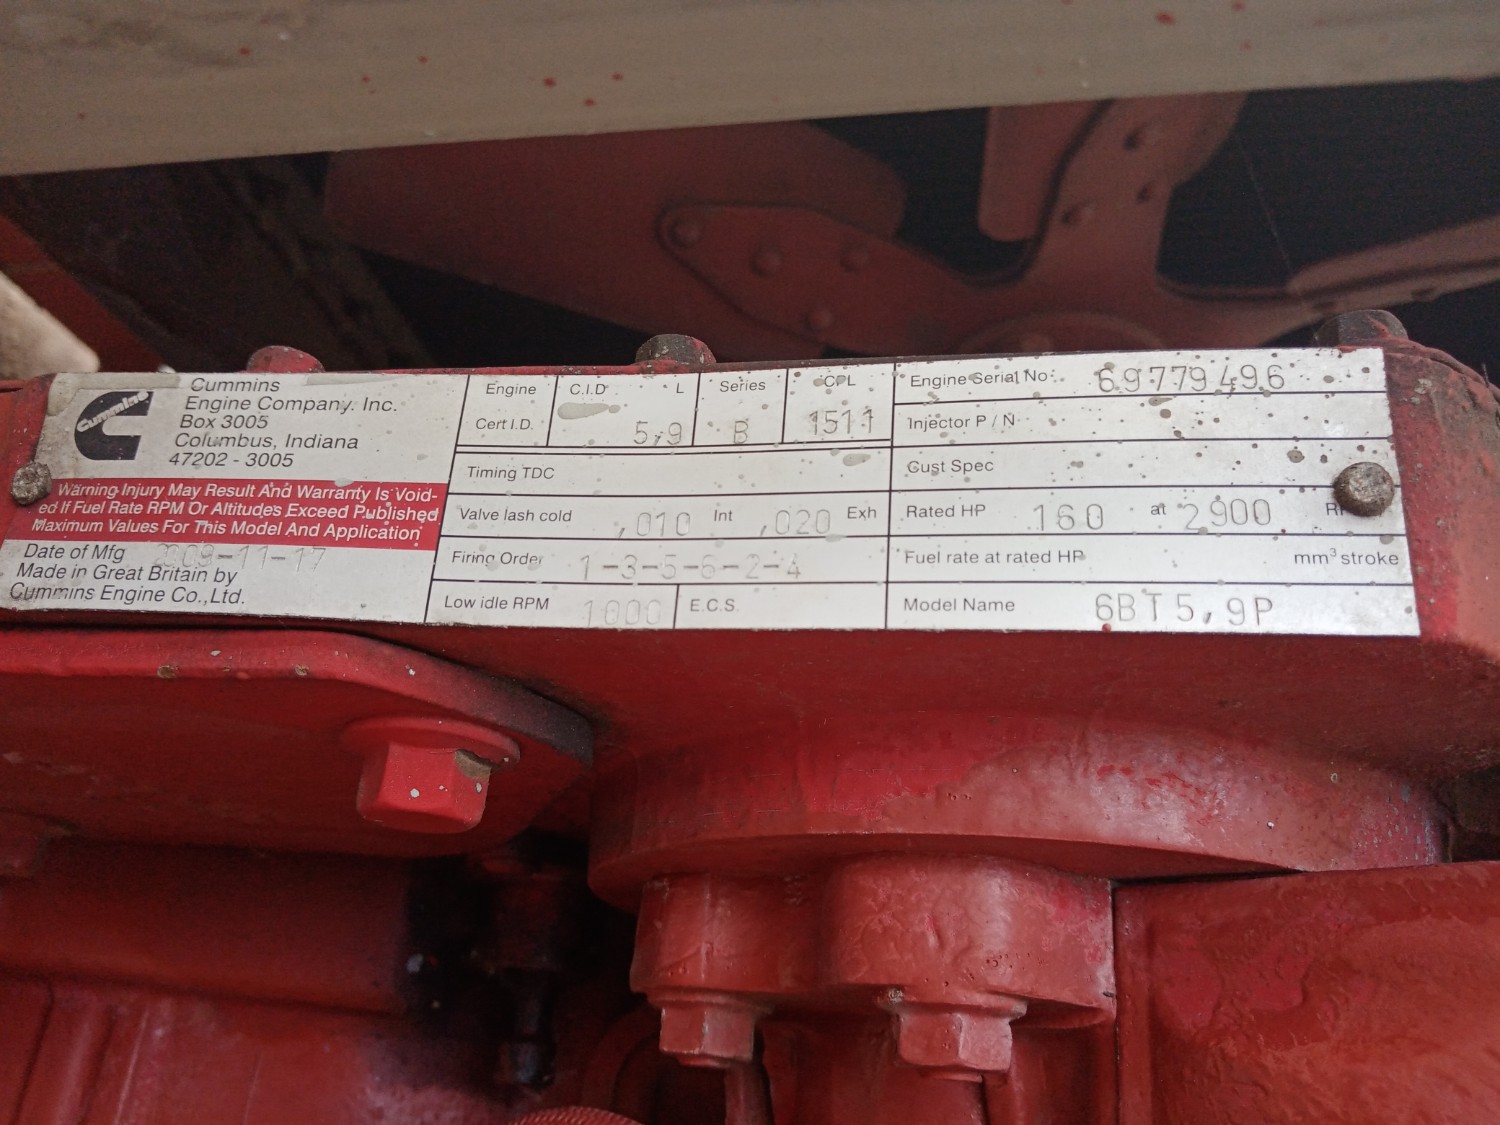 Cummins
Cummins
Engine Company. Inc.
Box 3005
Columbus, Indiana
47202 - 3005
Warning-Injury May Result And Warranty Is Void-
ed If Fuel Rate RPM Or Altitudes Exceed Published
Maximum Values For This Model And Application
Date of Mfg 2009-11-17
Made in Great Britain by
Cummins Engine Co.,Ltd.
Engine
Cert I.D.
C.I.D L
5,9
Series
B
CPL
1511
Timing TDC
Valve lash cold ,010 Int ,020 Exh
Firing Order 1-3-5-6-2-4
Low idle RPM 1000 E.C.S.
Engine Serial No. 69779496
Injector P / N
Cust Spec
Rated HP 160 at 2900
Fuel rate at rated HP mm³ stroke
Model Name 6BT5,9P